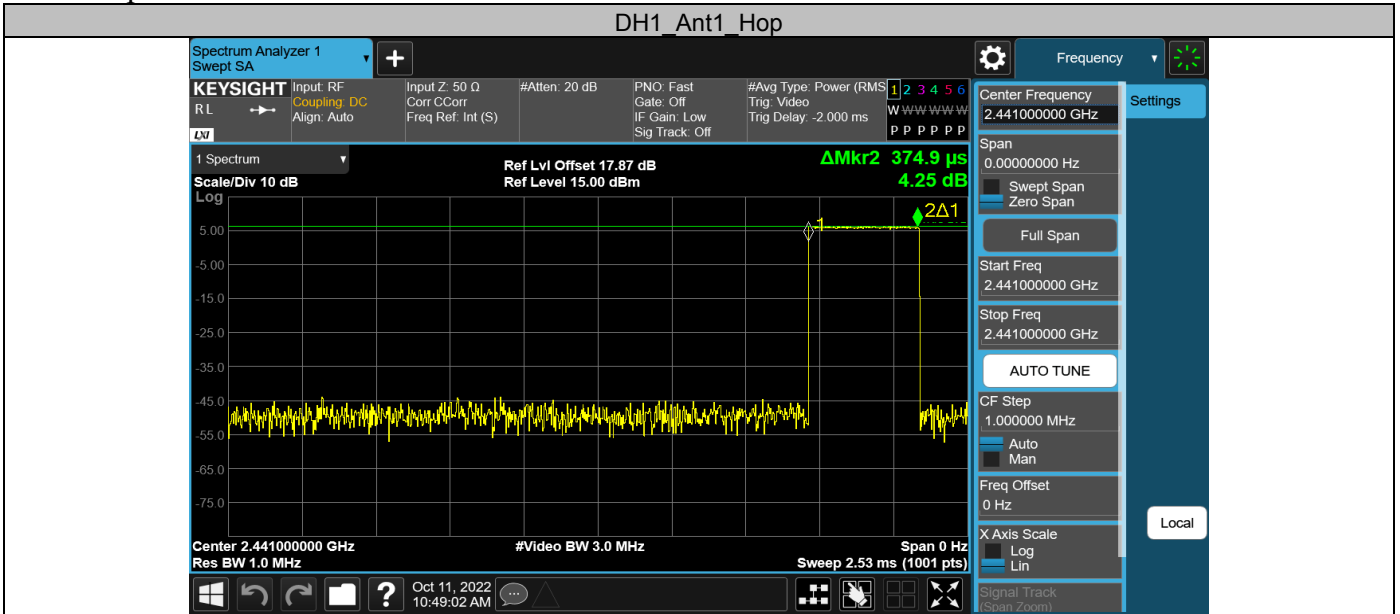 DH1_Ant1_Hop
Spectrum Analyzer 1
Swept SA
Frequency
KEYSIGHT
R L
LXI
Input: RF
Coupling: DC
Align: Auto
Input Z: 50 Ω
Corr CCorr
Freq Ref: Int (S)
#Atten: 20 dB
PNO: Fast
Gate: Off
IF Gain: Low
Sig Track: Off
#Avg Type: Power (RMS
Trig: Video
Trig Delay: -2.000 ms
1 2 3 4 5 6
W W W W W W
P P P P P P
1 Spectrum
Scale/Div 10 dB
Log
Ref Lvl Offset 17.87 dB
Ref Level 15.00 dBm
ΔMkr2 374.9 µs
4.25 dB
1
2Δ1
5.00
-5.00
-15.0
-25.0
-35.0
-45.0
-55.0
-65.0
-75.0
Center 2.441000000 GHz
Res BW 1.0 MHz
#Video BW 3.0 MHz
Span 0 Hz
Sweep 2.53 ms (1001 pts)
Center Frequency
2.441000000 GHz
Settings
Span
0.00000000 Hz
Swept Span
Zero Span
Full Span
Start Freq
2.441000000 GHz
Stop Freq
2.441000000 GHz
AUTO TUNE
CF Step
1.000000 MHz
Auto
Man
Freq Offset
0 Hz
Local
X Axis Scale
Log
Lin
Signal Track
(Span Zoom)
?
Oct 11, 2022
10:49:02 AM